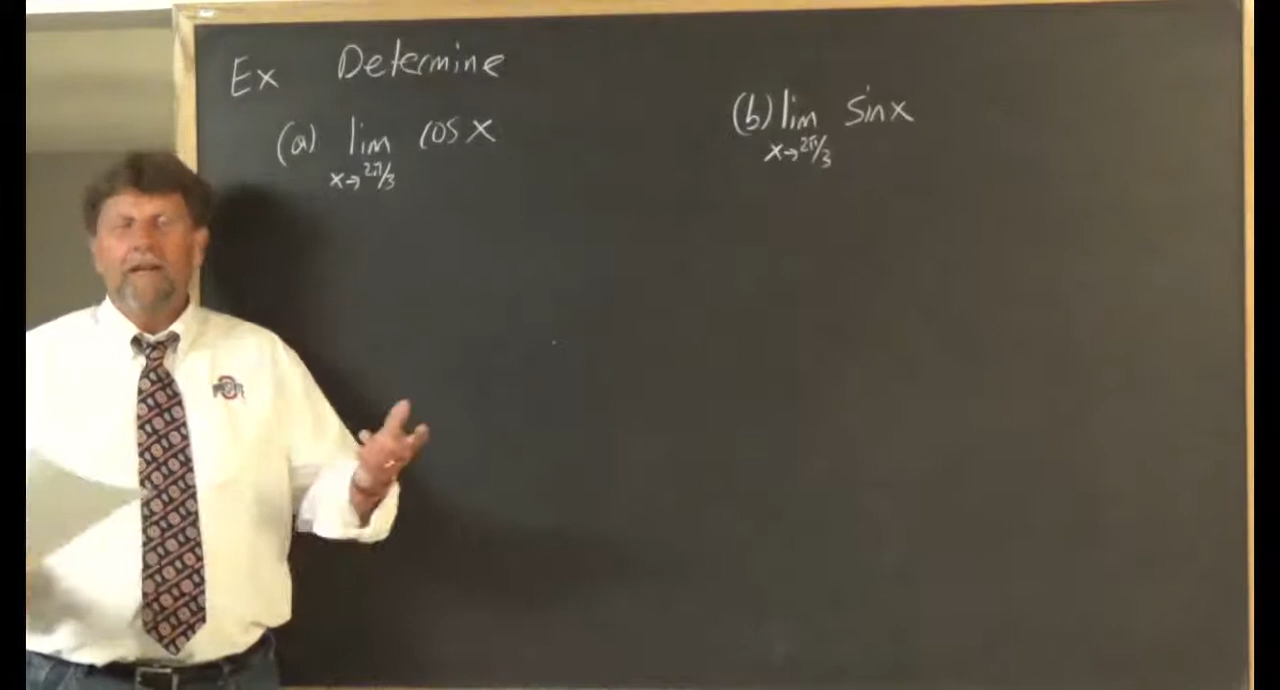 Ex Determine
(a) lim cos x
x→2π/3
(b) lim sin x
x→2π/3